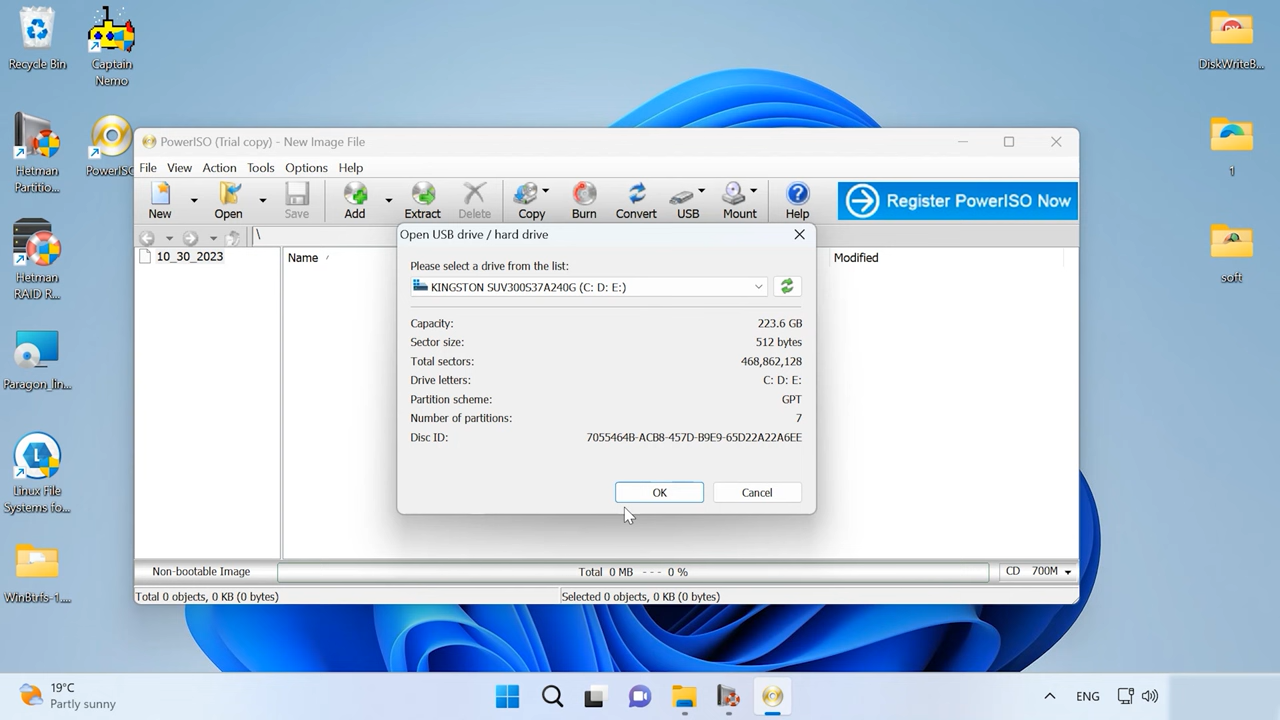 Recycle Bin
Captain
Nemo
Hetman
Partitio...
PowerISO
Hetman
RAID R...
Paragon_lin...
Linux File
Systems fo...
WinBtrfs-1....
DiskWriteB...
1
soft
PowerISO (Trial copy) - New Image File
File View Action Tools Options Help
New Open Save Add Extract Delete Copy Burn Convert USB Mount Help
Register PowerISO Now
\
10_30_2023
Name
Modified
Open USB drive / hard drive
Please select a drive from the list:
KINGSTON SUV300S37A240G (C: D: E:)
Capacity: 223.6 GB
Sector size: 512 bytes
Total sectors: 468,862,128
Drive letters: C: D: E:
Partition scheme: GPT
Number of partitions: 7
Disc ID: 7055464B-ACB8-457D-B9E9-65D22A22A6EE
OK Cancel
Non-bootable Image
Total 0 MB --- 0 %
CD 700M
Total 0 objects, 0 KB (0 bytes)
Selected 0 objects, 0 KB (0 bytes)
19°C
Partly sunny
ENG